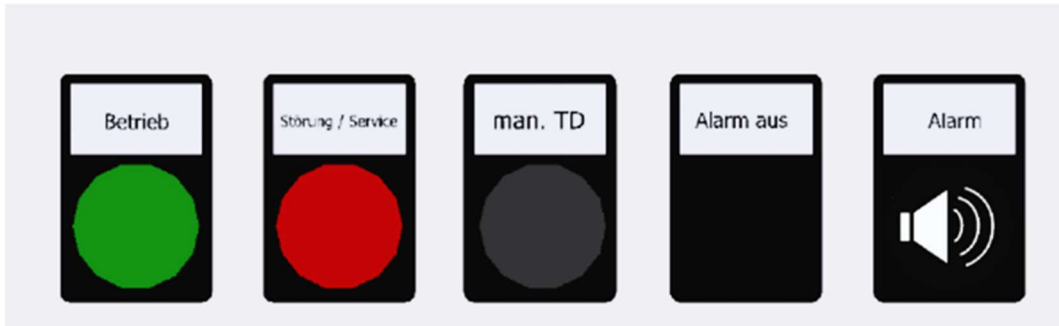 Betrieb
Störung / Service
man. TD
Alarm aus
Alarm